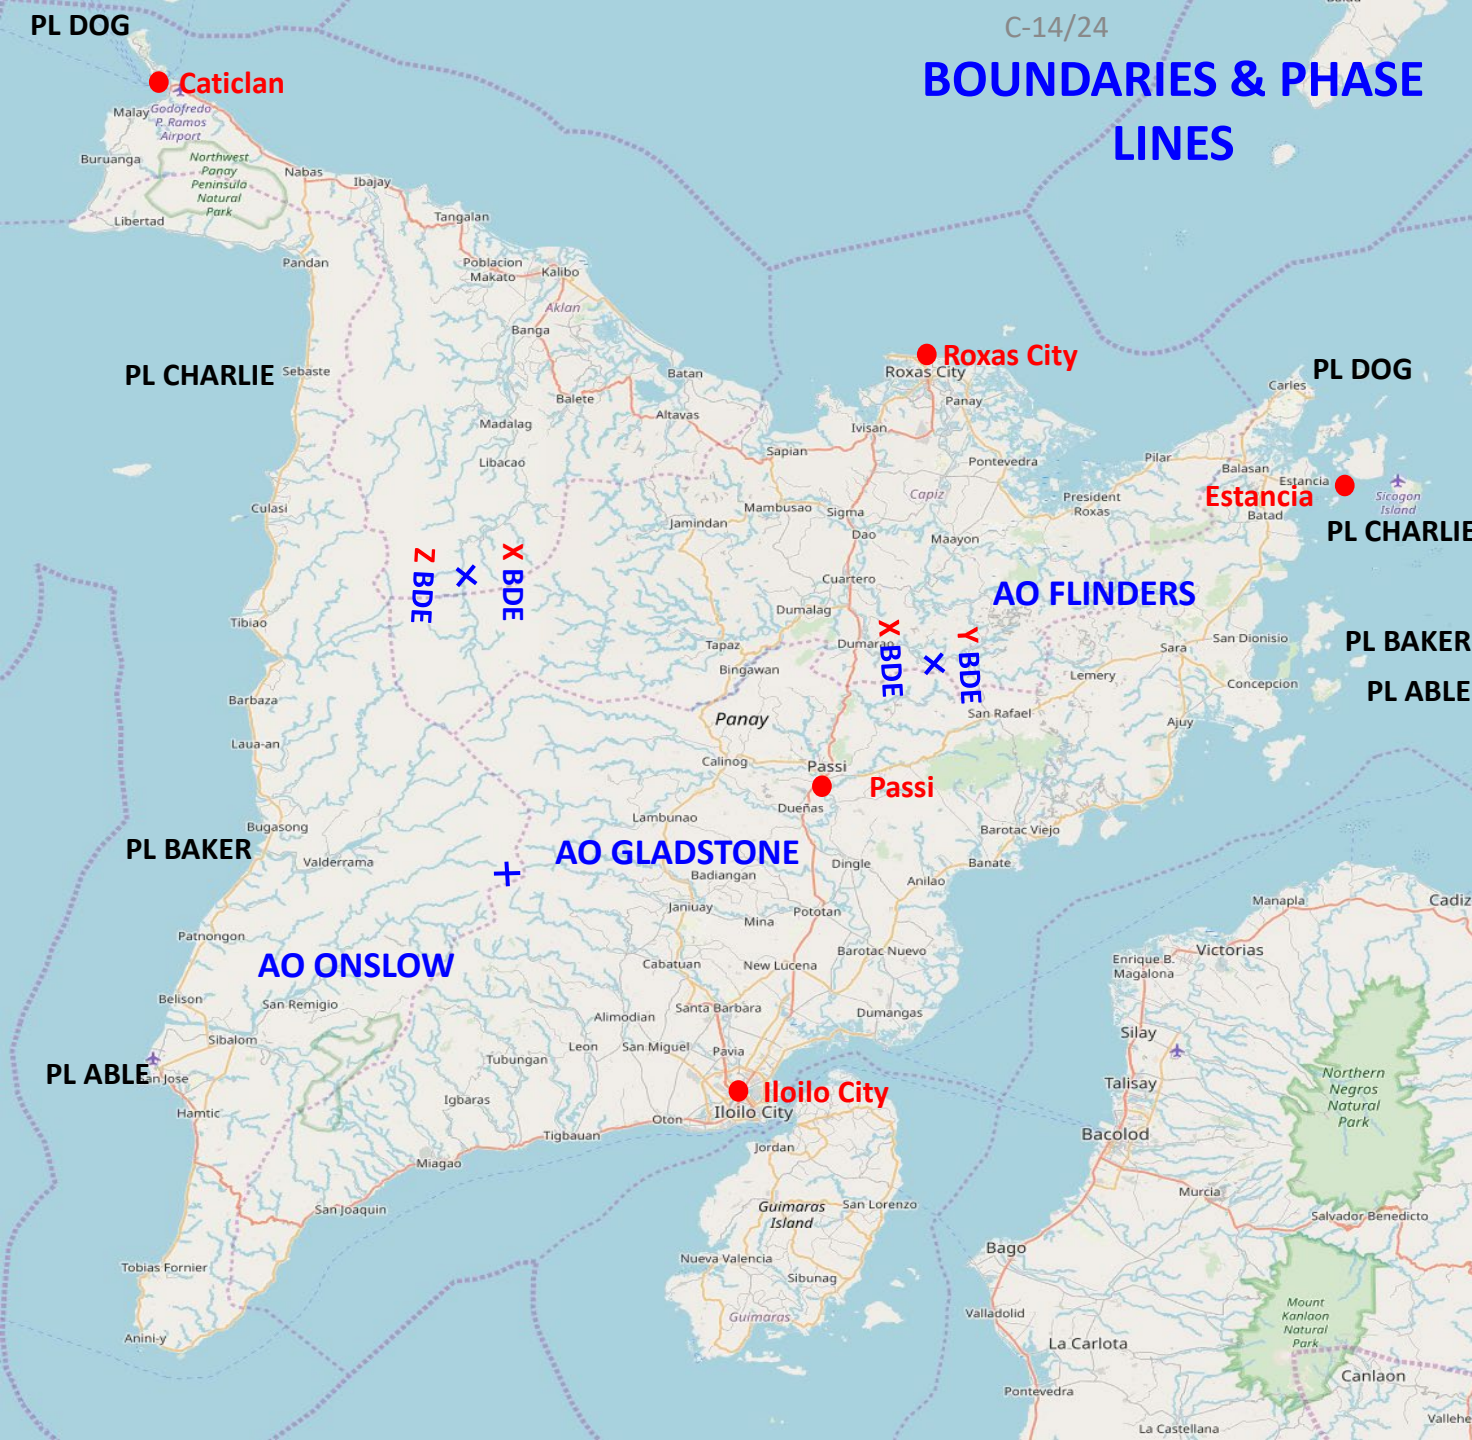 PL DOG
C-14/24
BOUNDARIES & PHASE
LINES
Caticlan
Malay
Godofredo
P. Ramos
Airport
Buruanga
Northwest
Panay
Peninsula
Natural
Park
Nabas
Ibajay
Libertad
Tangalan
Pandan
Poblacion
Makato
Kalibo
Aklan
Banga
PL CHARLIE
Sebaste
Batan
Roxas City
Roxas City
PL DOG
Carles
Balete
Panay
Altavas
Madalag
Ivisan
Libacao
Sapian
Pontevedra
Pilar
Balasan
Estancia
Estancia
Sicogon
Island
Capiz
President
Roxas
Batad
Culasi
Mambusao
Sigma
Jamindan
Dao
Maayon
PL CHARLIE
Z BDE
X BDE
Cuartero
AO FLINDERS
Dumalag
Tibiao
X BDE
Y BDE
Dumarao
Tapaz
Bingawan
San Dionisio
Sara
PL BAKER
Lemery
Concepcion
PL ABLE
Barbaza
Panay
San Rafael
Ajuy
Laua-an
Calinog
Passi
Passi
Dueñas
Lambunao
Bugasong
Barotac Viejo
PL BAKER
Valderrama
AO GLADSTONE
Dingle
Banate
Badiangan
Anilao
Janiuay
Mina
Pototan
Manapla
Cadiz
Patnongon
AO ONSLOW
Cabatuan
New Lucena
Barotac Nuevo
Enrique B.
Magalona
Victorias
Belison
San Remigio
Santa Barbara
Alimodian
Dumangas
Silay
Sibalom
Leon
San Miguel
Pavia
Tubungan
PL ABLE
San Jose
Talisay
Northern
Negros
Natural
Park
Igbaras
Iloilo City
Iloilo City
Hamtic
Oton
Tigbauan
Bacolod
Jordan
Miagao
Murcia
San Joaquin
Guimaras
Island
San Lorenzo
Salvador Benedicto
Bago
Nueva Valencia
Tobias Fornier
Sibunag
Guimaras
Valladolid
Mount
Kanlaon
Natural
Park
Anini-y
La Carlota
Canlaon
Pontevedra
La Castellana
Vallehe